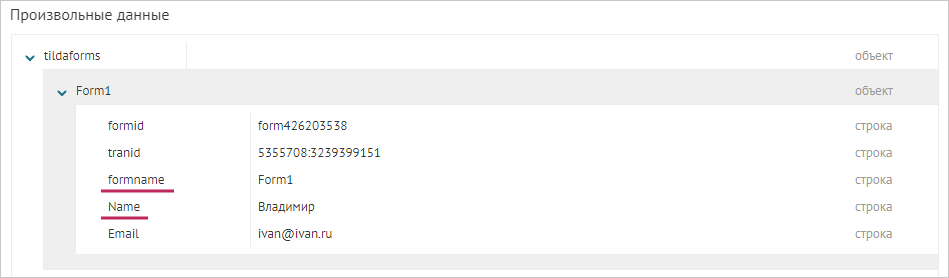 Произвольные данные
tildaforms объект
Form1 объект
formid form426203538 строка
tranid 5355708:3239399151 строка
formname Form1 строка
Name Владимир строка
Email ivan@ivan.ru строка